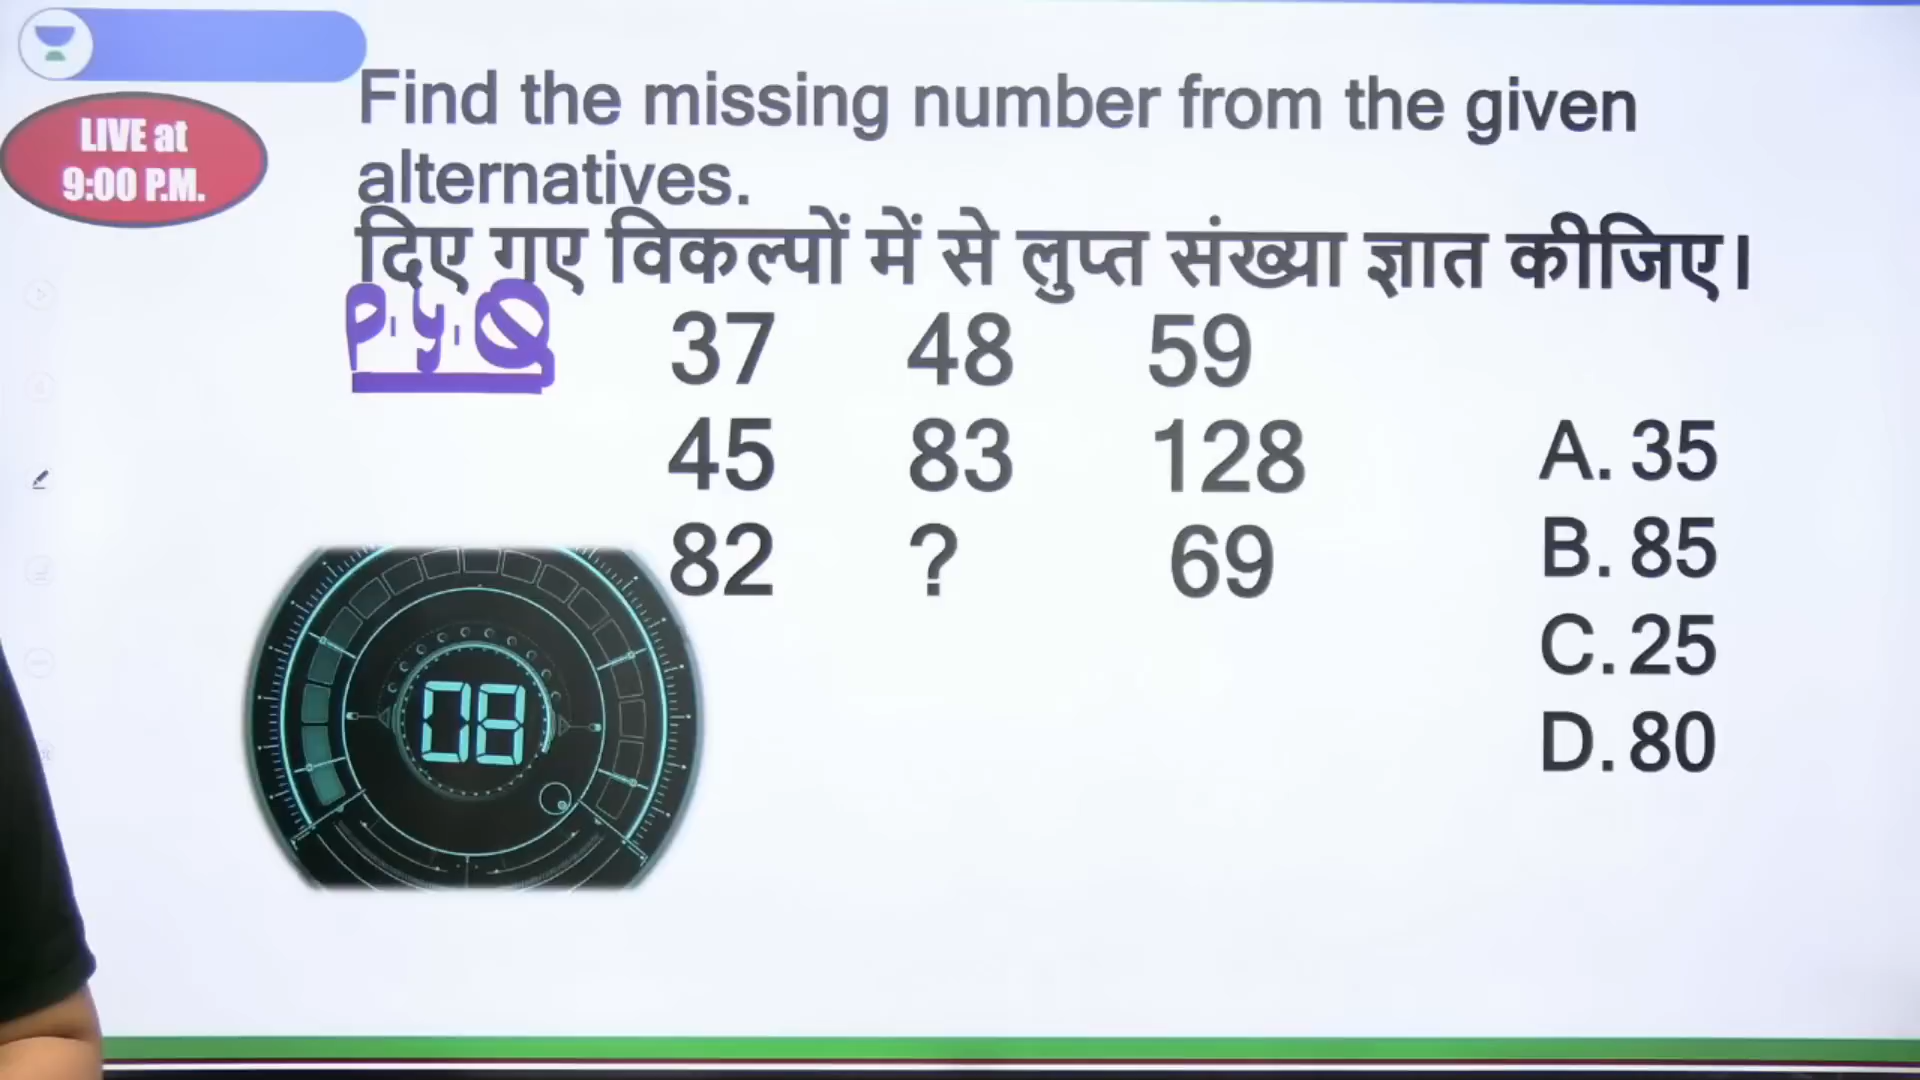 LIVE at
9:00 P.M.
Find the missing number from the given
alternatives.
दिए गए विकल्पों में से लुप्त संख्या ज्ञात कीजिए।
P.Y.Q
37 48 59
45 83 128
82 ? 69
A. 35
B. 85
C. 25
D. 80
08